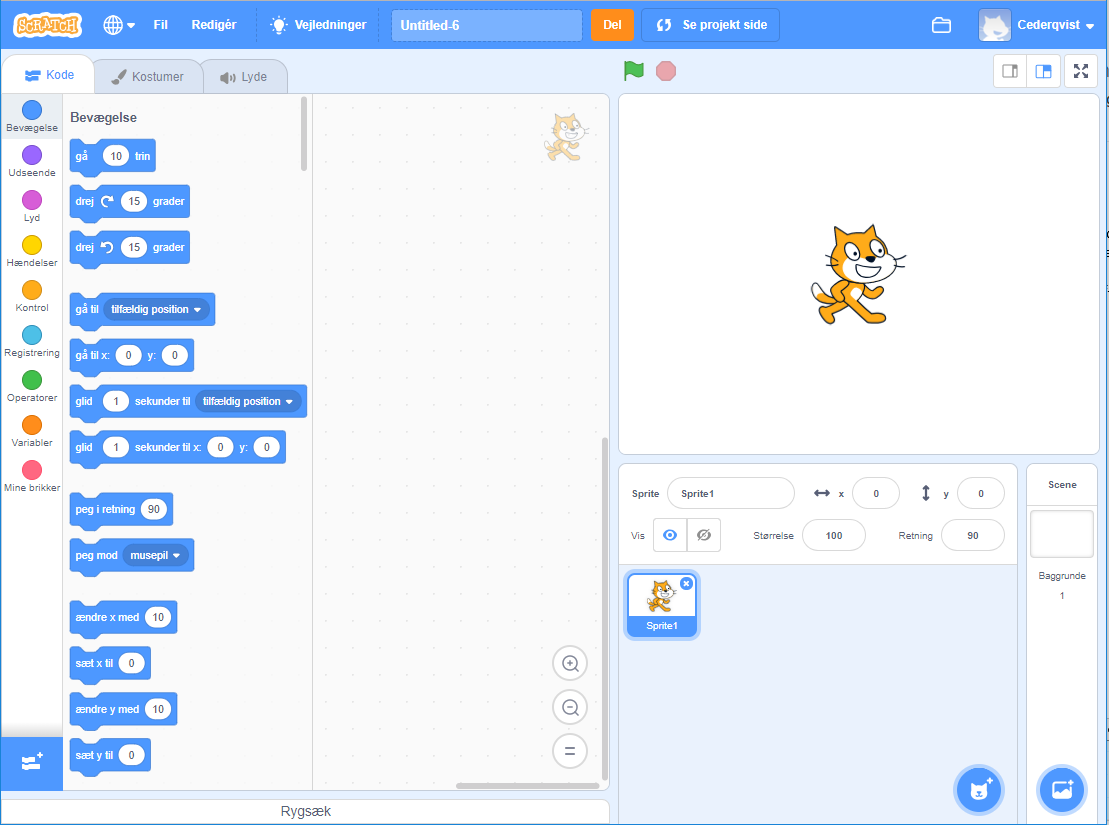 SCRATCH Fil Redigér Vejledninger Untitled-6 Del Se projekt side Cederqvist
Kode Kostumer Lyde
Bevægelse
Udseende
Lyd
Hændelser
Kontrol
Registrering
Operatorer
Variabler
Mine brikker
Bevægelse
gå 10 trin
drej 15 grader
drej 15 grader
gå til tilfældig position
gå til x: 0 y: 0
glid 1 sekunder til tilfældig position
glid 1 sekunder til x: 0 y: 0
peg i retning 90
peg mod musepil
ændre x med 10
sæt x til 0
ændre y med 10
sæt y til 0
Rygsæk
Sprite Sprite1 x 0 y 0
Vis Størrelse 100 Retning 90
Sprite1
Scene
Baggrunde
1